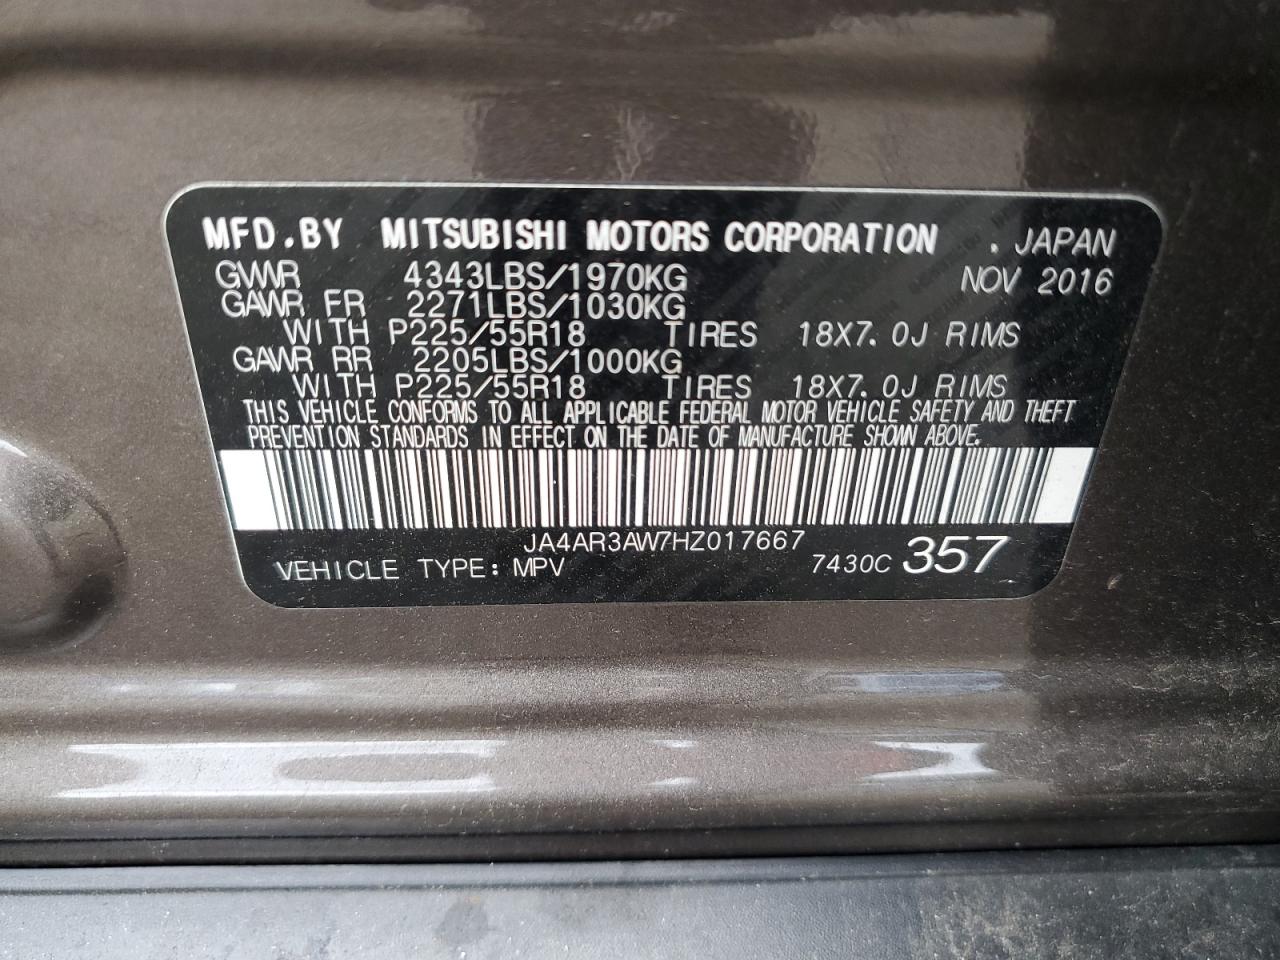 MFD.BY MITSUBISHI MOTORS CORPORATION . JAPAN
GVWR 4343LBS/1970KG NOV 2016
GAWR FR 2271LBS/1030KG
WITH P225/55R18 TIRES 18X7.0J RIMS
GAWR RR 2205LBS/1000KG
WITH P225/55R18 TIRES 18X7.0J RIMS
THIS VEHICLE CONFORMS TO ALL APPLICABLE FEDERAL MOTOR VEHICLE SAFETY AND THEFT
PREVENTION STANDARDS IN EFFECT ON THE DATE OF MANUFACTURE SHOWN ABOVE.
JA4AR3AW7HZ017667
VEHICLE TYPE: MPV 7430C 357